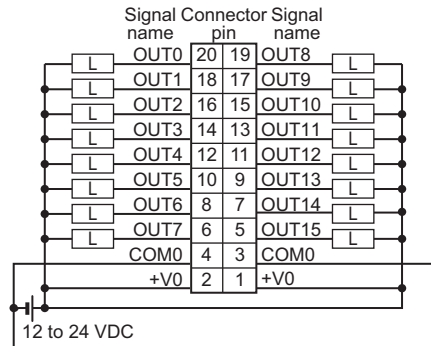 Signal name Connector pin Signal name
L OUT0 20 19 OUT8 L
L OUT1 18 17 OUT9 L
L OUT2 16 15 OUT10 L
L OUT3 14 13 OUT11 L
L OUT4 12 11 OUT12 L
L OUT5 10 9 OUT13 L
L OUT6 8 7 OUT14 L
L OUT7 6 5 OUT15 L
COM0 4 3 COM0
+V0 2 1 +V0
12 to 24 VDC